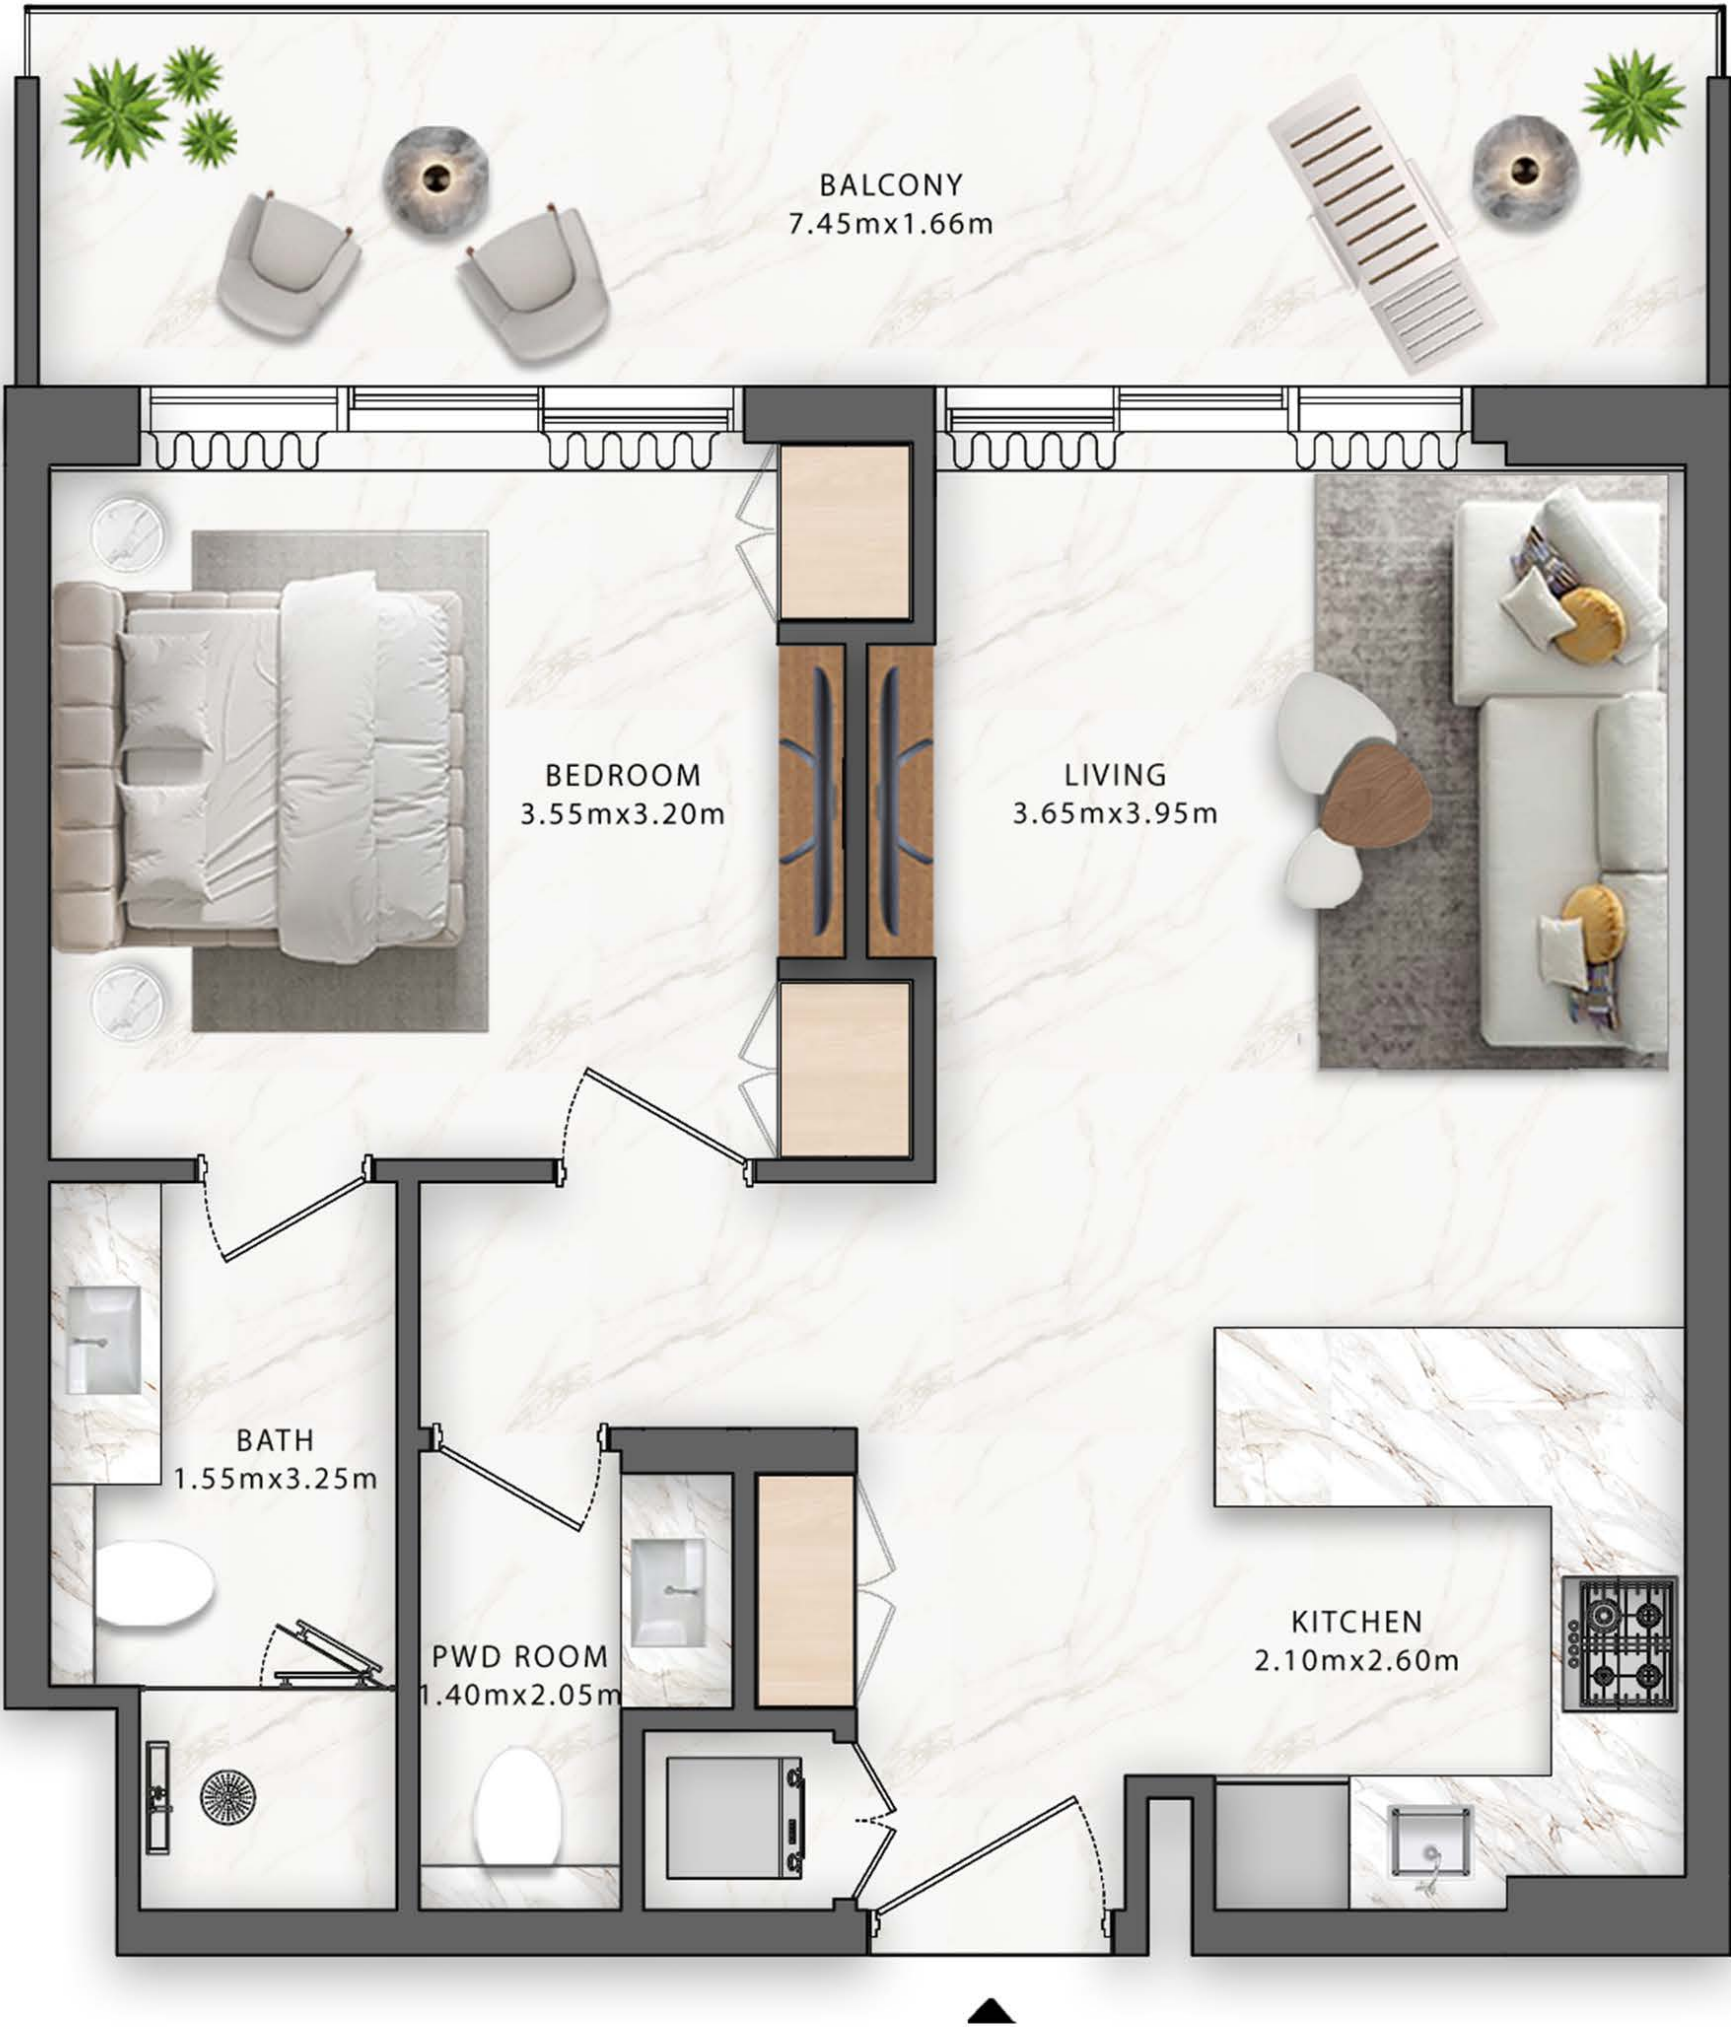 BALCONY
7.45mx1.66m
BEDROOM
3.55mx3.20m
LIVING
3.65mx3.95m
BATH
1.55mx3.25m
PWD ROOM
1.40mx2.05m
KITCHEN
2.10mx2.60m